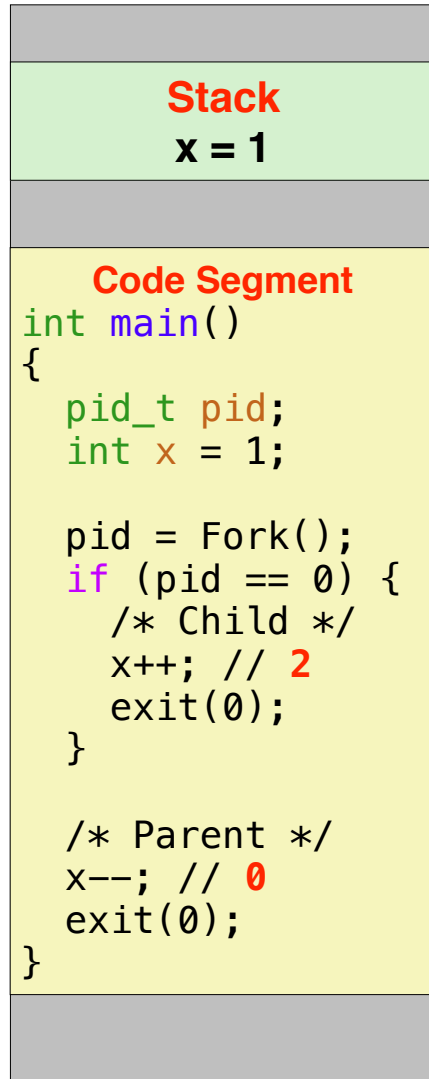 Stack
x = 1
Code Segment
int main()
{
  pid_t pid;
  int x = 1;

  pid = Fork();
  if (pid == 0) {
    /* Child */
    x++; // 2
    exit(0);
  }

  /* Parent */
  x--; // 0
  exit(0);
}